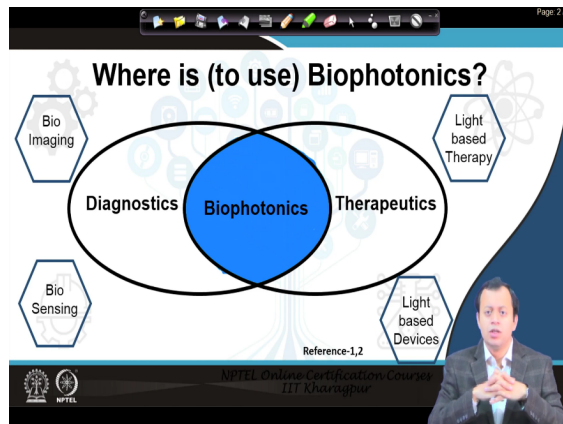 Page: 2
Where is (to use) Biophotonics?
Bio
Imaging
Light
based
Therapy
Diagnostics
Biophotonics
Therapeutics
Bio
Sensing
Light
based
Devices
Reference-1,2
NPTEL Online Certification Courses
IIT Kharagpur
NPTEL